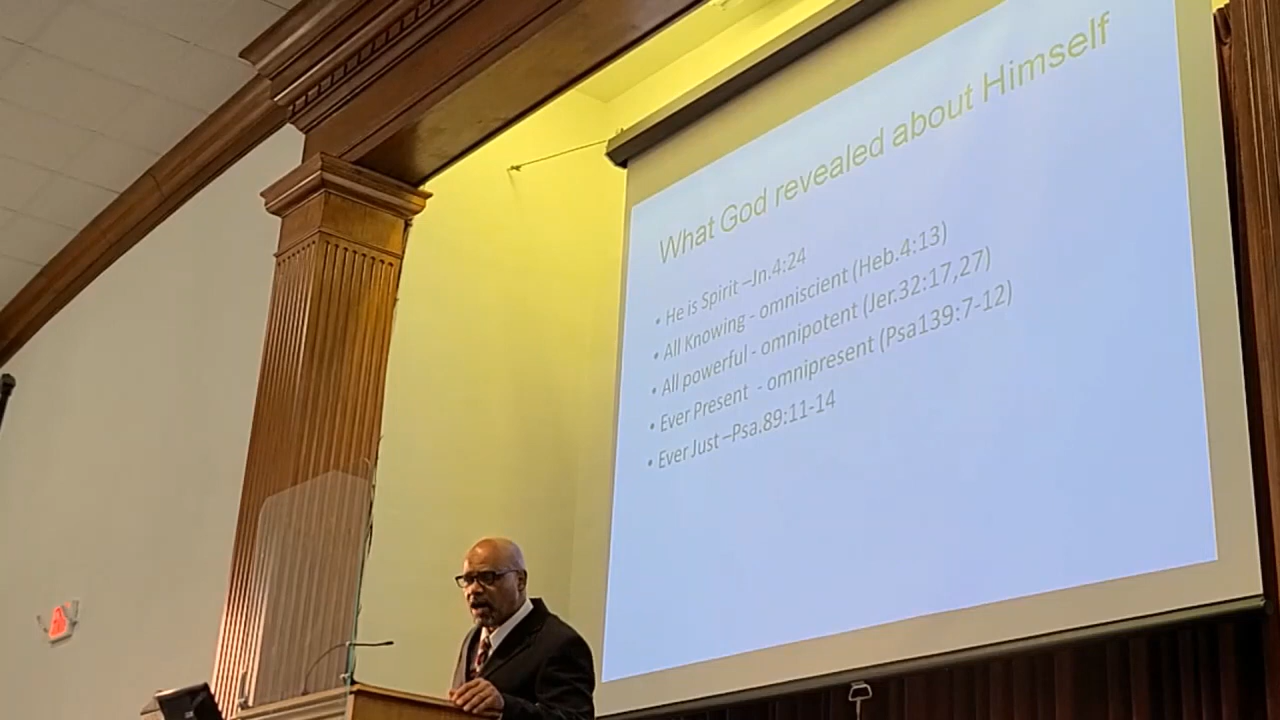 What God revealed about Himself
• He is Spirit –Jn.4:24
• All Knowing - omniscient (Heb.4:13)
• All powerful - omnipotent (Jer.32:17,27)
• Ever Present - omnipresent (Psa139:7-12)
• Ever Just –Psa.89:11-14